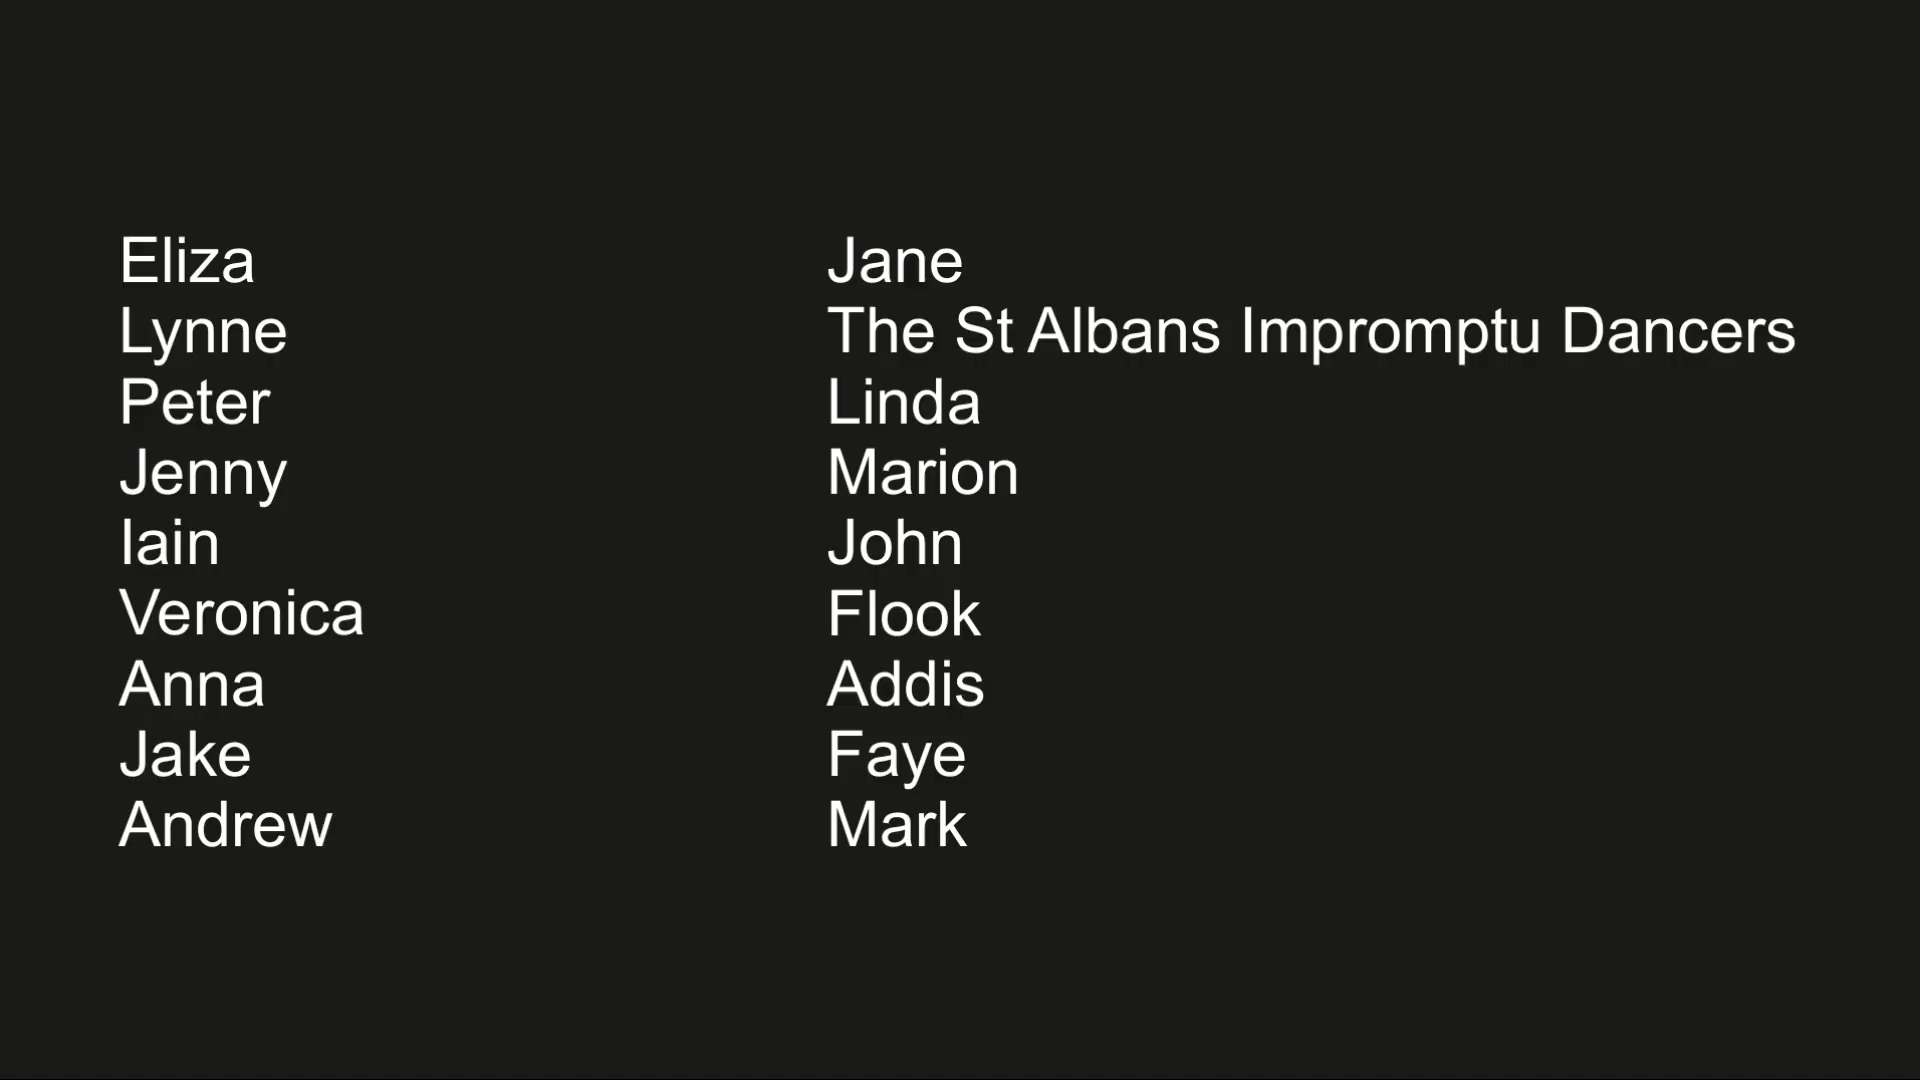 Eliza
Lynne
Peter
Jenny
Iain
Veronica
Anna
Jake
Andrew
Jane
The St Albans Impromptu Dancers
Linda
Marion
John
Flook
Addis
Faye
Mark